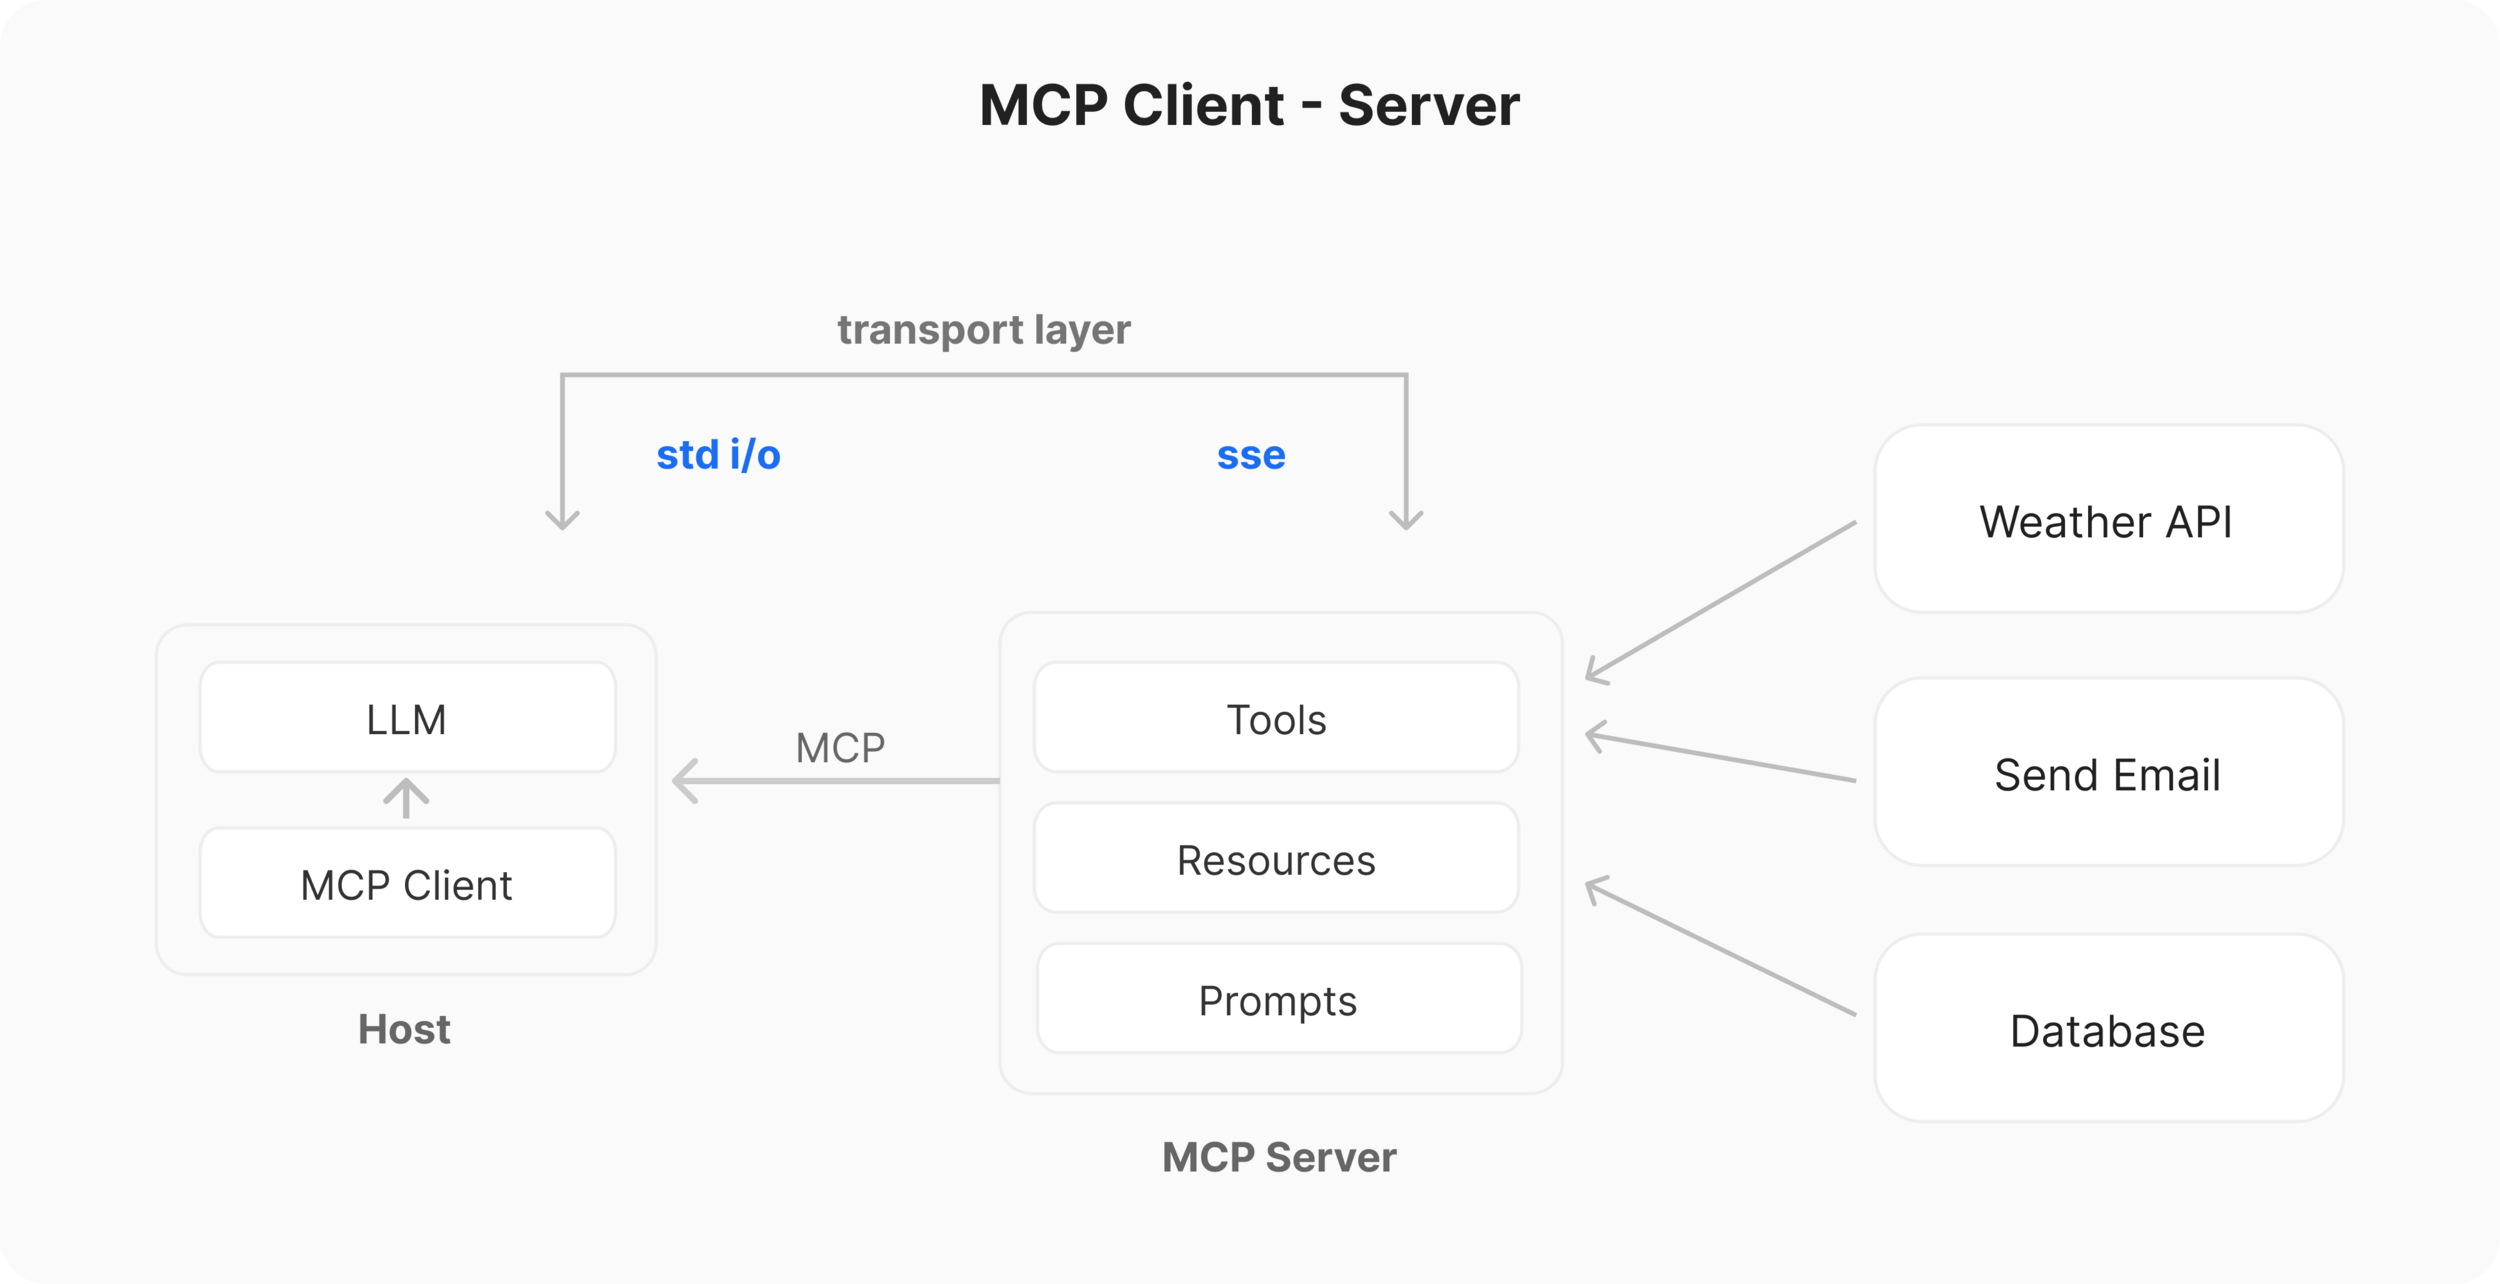 MCP Client - Server
transport layer
std i/o
sse
LLM
MCP Client
Host
MCP
Tools
Resources
Prompts
MCP Server
Weather API
Send Email
Database